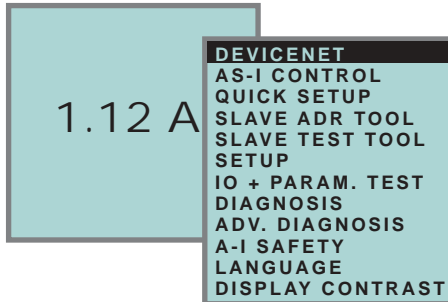 1.12 A
DEVICENET
AS-I CONTROL
QUICK SETUP
SLAVE ADR TOOL
SLAVE TEST TOOL
SETUP
IO + PARAM. TEST
DIAGNOSIS
ADV. DIAGNOSIS
A-I SAFETY
LANGUAGE
DISPLAY CONTRAST